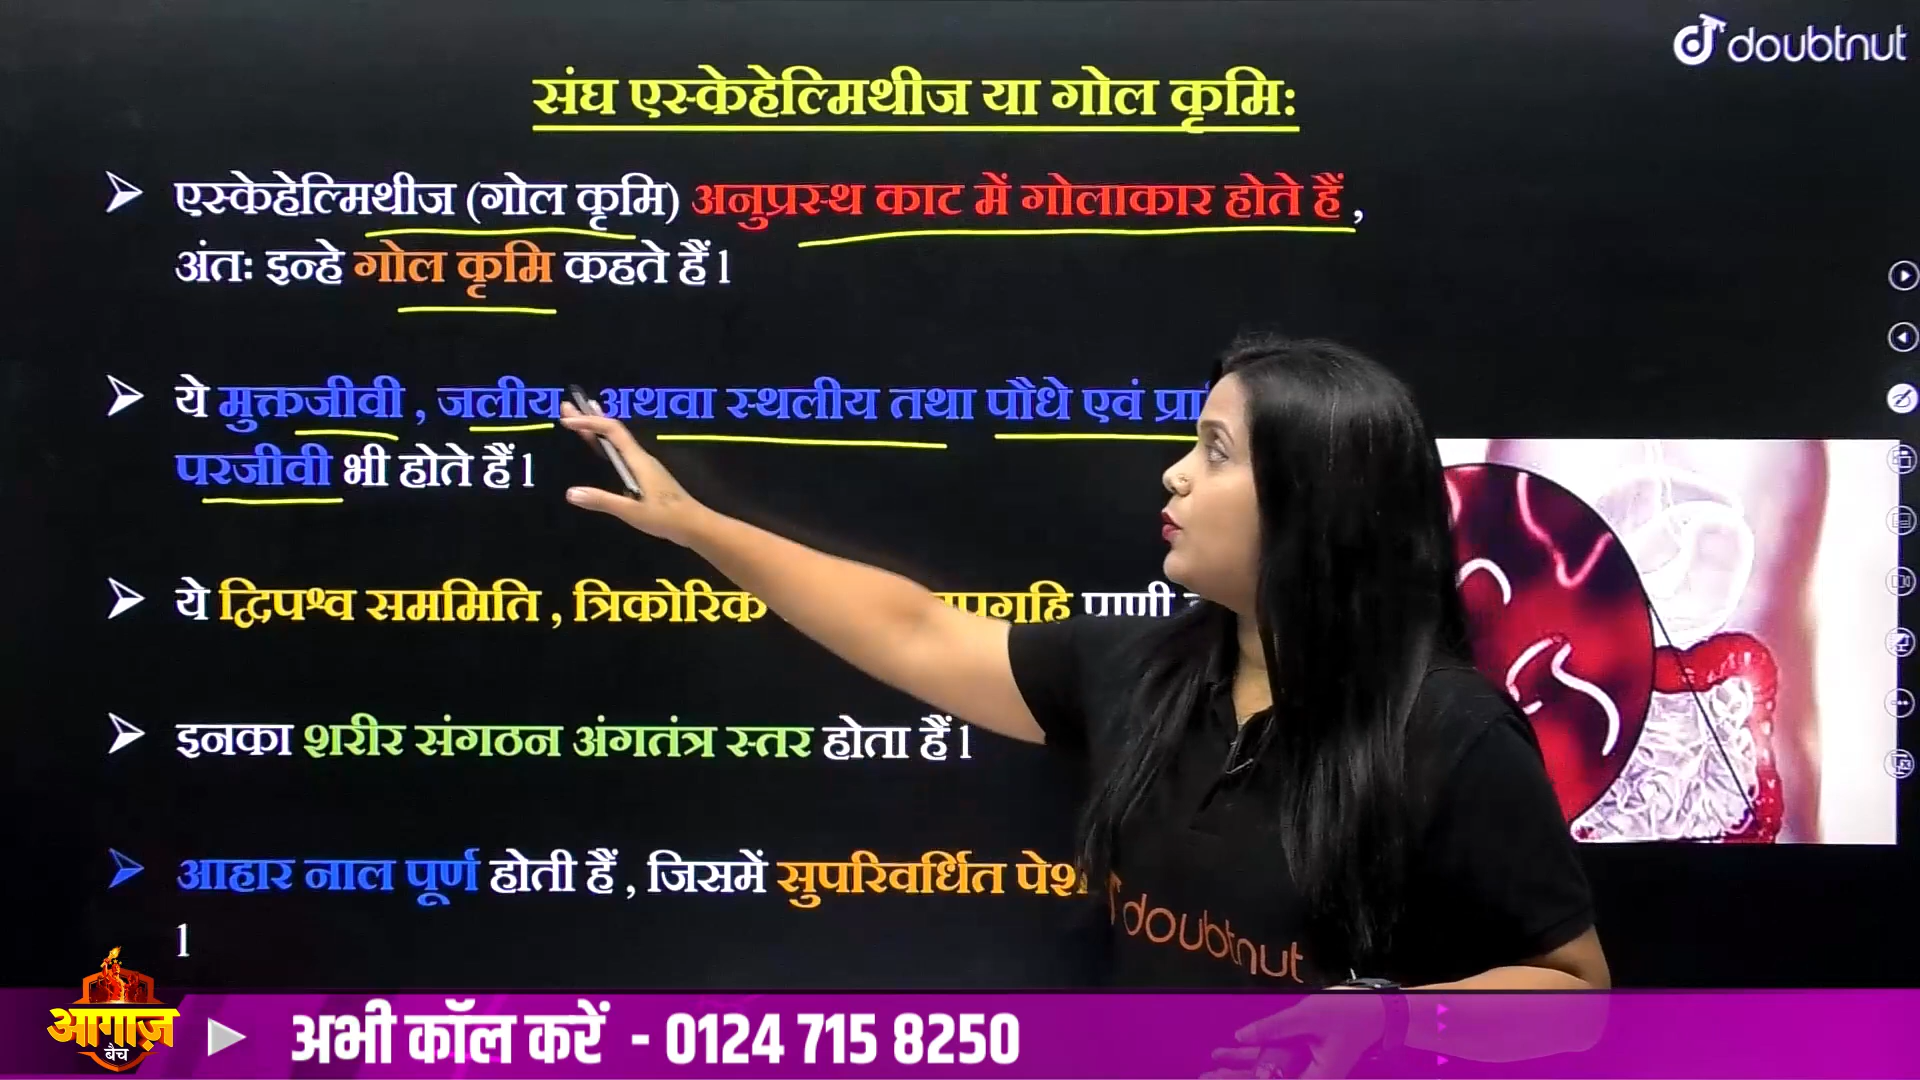 doubtnut
संघ एस्केहेल्मिथीज या गोल कृमि:
एस्केहेल्मिथीज (गोल कृमि) अनुप्रस्थ काट में गोलाकार होते हैं ,
अंतः इन्हे गोल कृमि कहते हैं l
ये मुक्तजीवी , जलीय अथवा स्थलीय तथा पौधे एवं
परजीवी भी होते हैं l
ये द्विपश्व सममिति , त्रिकोरिक प्राणी
इनका शरीर संगठन अंगतंत्र स्तर होता हैं l
आहार नाल पूर्ण होती हैं , जिसमें सुपरिवर्धित
l
doubtnut
आगाज़
बैच
अभी कॉल करें - 0124 715 8250